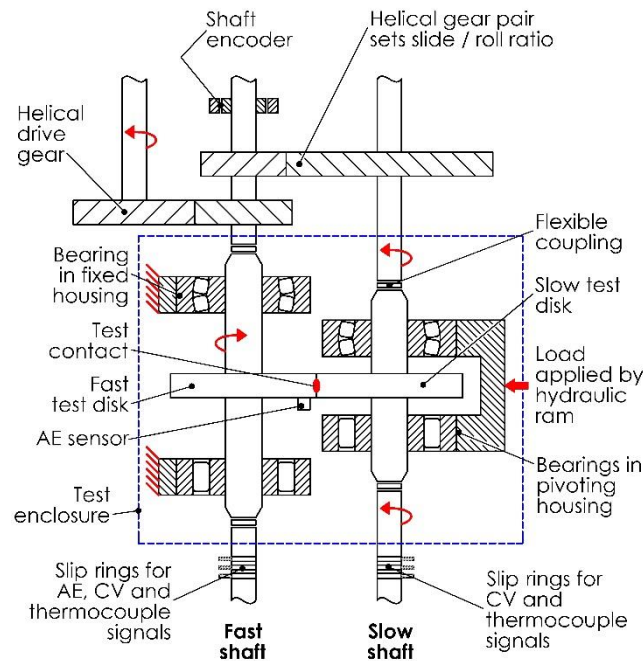 Shaft
encoder
Helical gear pair
sets slide / roll ratio
Helical
drive
gear
Bearing
in fixed
housing
Flexible
coupling
Test
contact
Slow test
disk
Fast
test disk
Load
applied by
hydraulic
ram
AE sensor
Test
enclosure
Bearings in
pivoting
housing
Slip rings for
AE, CV and
thermocouple
signals
Fast
shaft
Slow
shaft
Slip rings for
CV and
thermocouple
signals